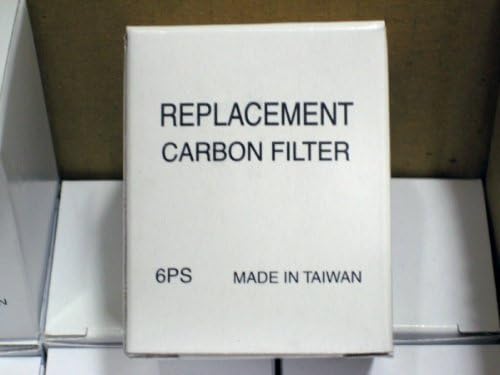 REPLACEMENT
CARBON FILTER
6PS MADE IN TAIWAN